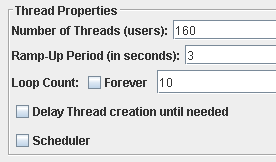 Thread Properties
Number of Threads (users): 160
Ramp-Up Period (in seconds): 3
Loop Count: Forever 10
Delay Thread creation until needed
Scheduler